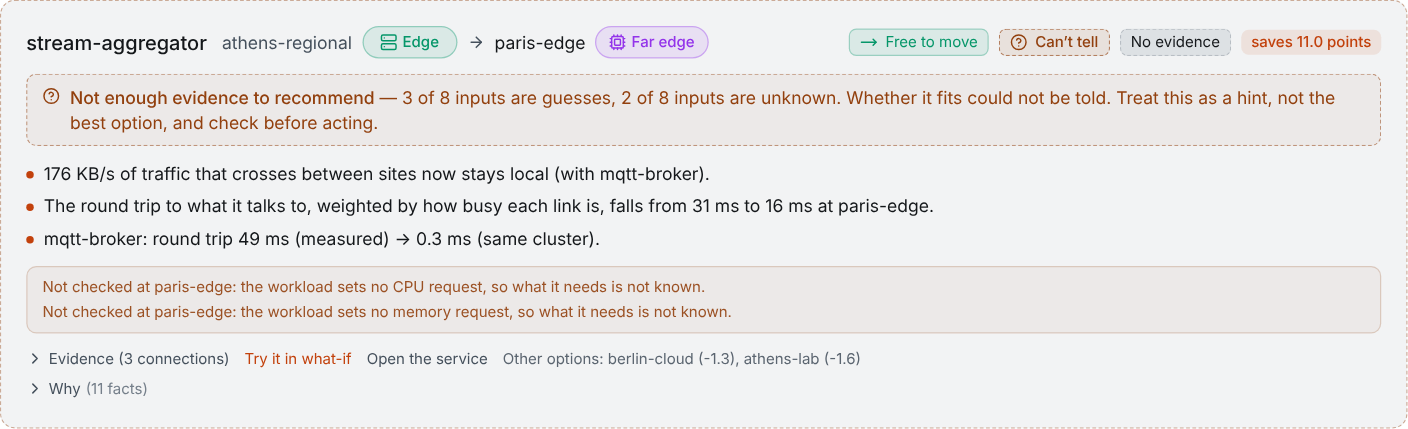 stream-aggregator athens-regional Edge → paris-edge Far edge → Free to move Can't tell No evidence saves 11.0 points
Not enough evidence to recommend — 3 of 8 inputs are guesses, 2 of 8 inputs are unknown. Whether it fits could not be told. Treat this as a hint, not the
best option, and check before acting.
• 176 KB/s of traffic that crosses between sites now stays local (with mqtt-broker).
• The round trip to what it talks to, weighted by how busy each link is, falls from 31 ms to 16 ms at paris-edge.
• mqtt-broker: round trip 49 ms (measured) → 0.3 ms (same cluster).
Not checked at paris-edge: the workload sets no CPU request, so what it needs is not known.
Not checked at paris-edge: the workload sets no memory request, so what it needs is not known.
Evidence (3 connections) Try it in what-if Open the service Other options: berlin-cloud (-1.3), athens-lab (-1.6)
Why (11 facts)